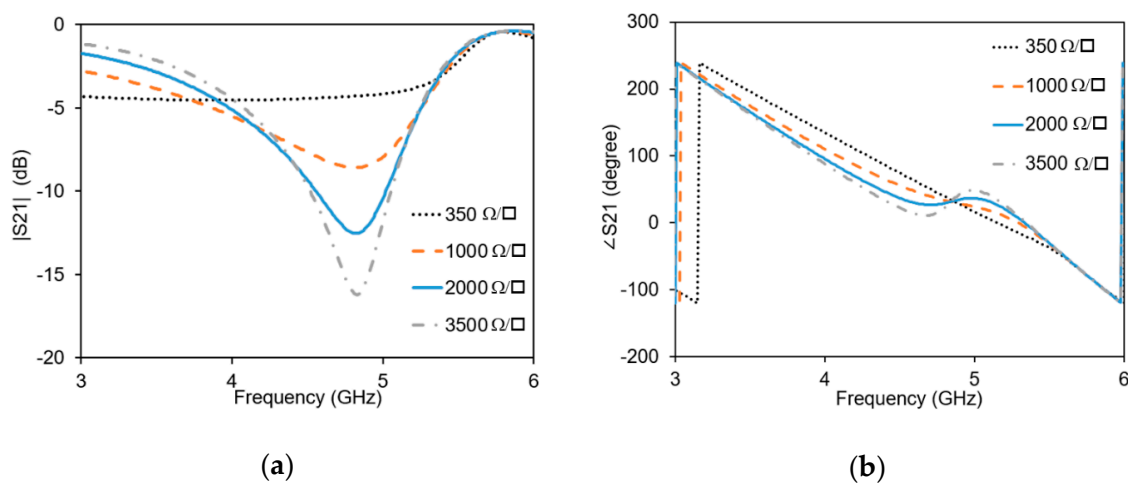 0
-5
-10
-15
-20
|S21| (dB)
3
4
5
6
Frequency (GHz)
350 Ω/□
1000 Ω/□
2000 Ω/□
3500 Ω/□
(a)
300
200
100
0
-100
-200
∠S21 (degree)
3
4
5
6
Frequency (GHz)
350 Ω/□
1000 Ω/□
2000 Ω/□
3500 Ω/□
(b)